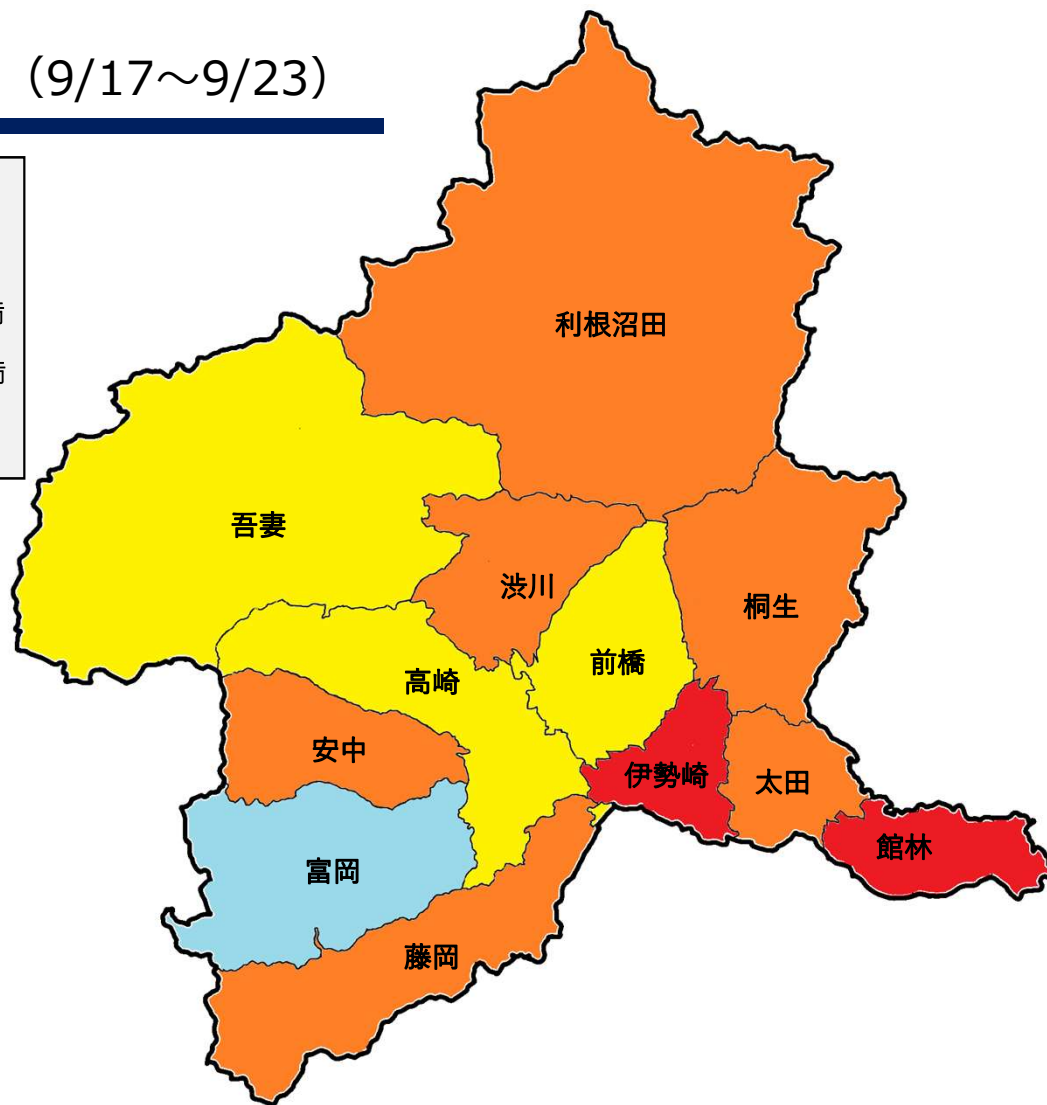 （9/17～9/23）
利根沼田
吾妻
渋川
桐生
前橋
高崎
安中
伊勢崎
太田
館林
富岡
藤岡